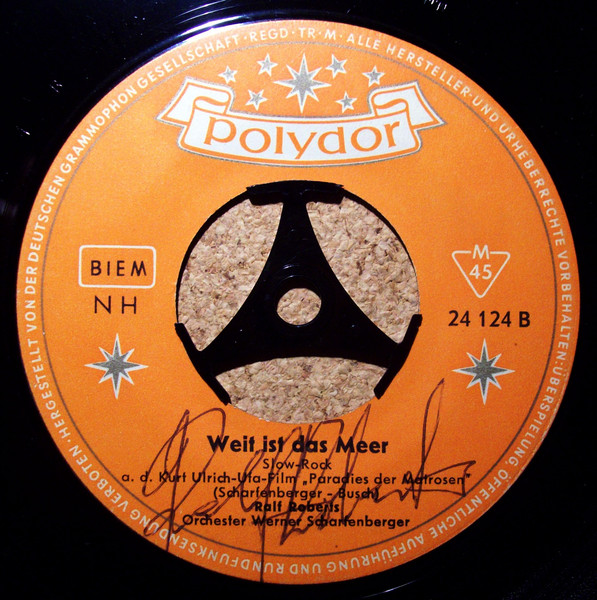 HERGESTELLT VON DER DEUTSCHEN GRAMMOPHON GESELLSCHAFT · REGD · TR · M · ALLE HERSTELLER- UND URHEBERRECHTE VORBEHALTEN · ÜBERSPIELUNG, ÖFFENTLICHE AUFFÜHRUNG UND RUNDFUNKSENDUNG VERBOTEN ·
Polydor
BIEM
NH
M
45
24 124 B
Weit ist das Meer
Slow-Rock
a. d. Kurt Ulrich-Ufa-Film „Paradies der Matrosen"
(Scharfenberger - Busch)
Ralf Roberts
Orchester Werner Scharfenberger